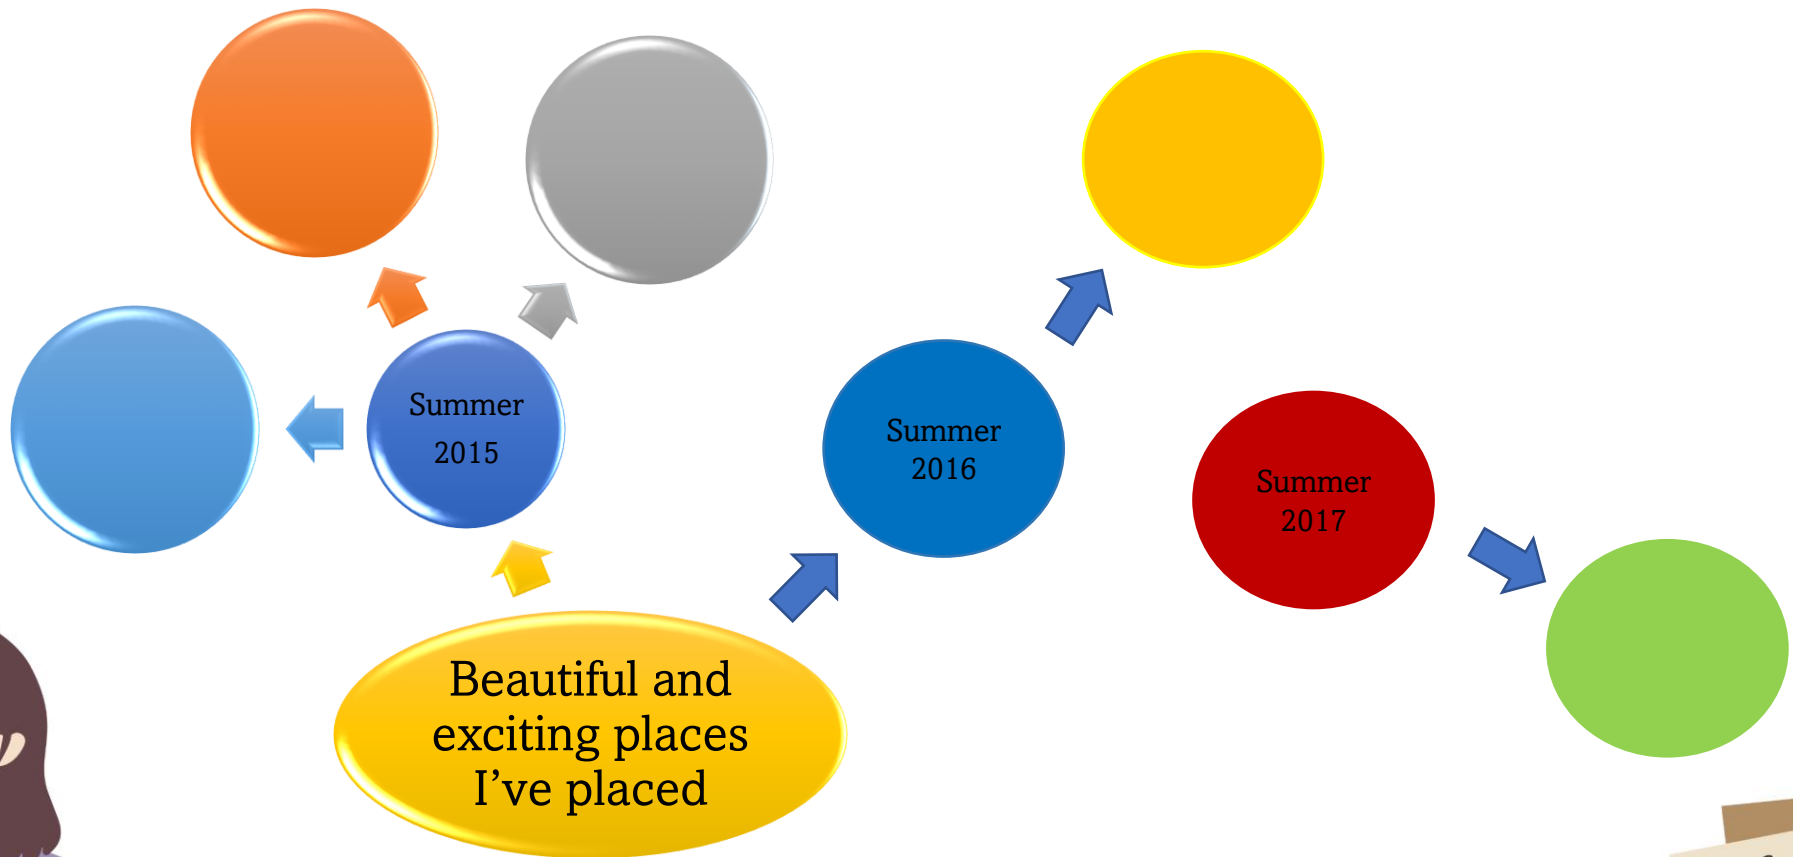 Summer
2015
Summer
2016
Summer
2017
Beautiful and
exciting places
I've placed